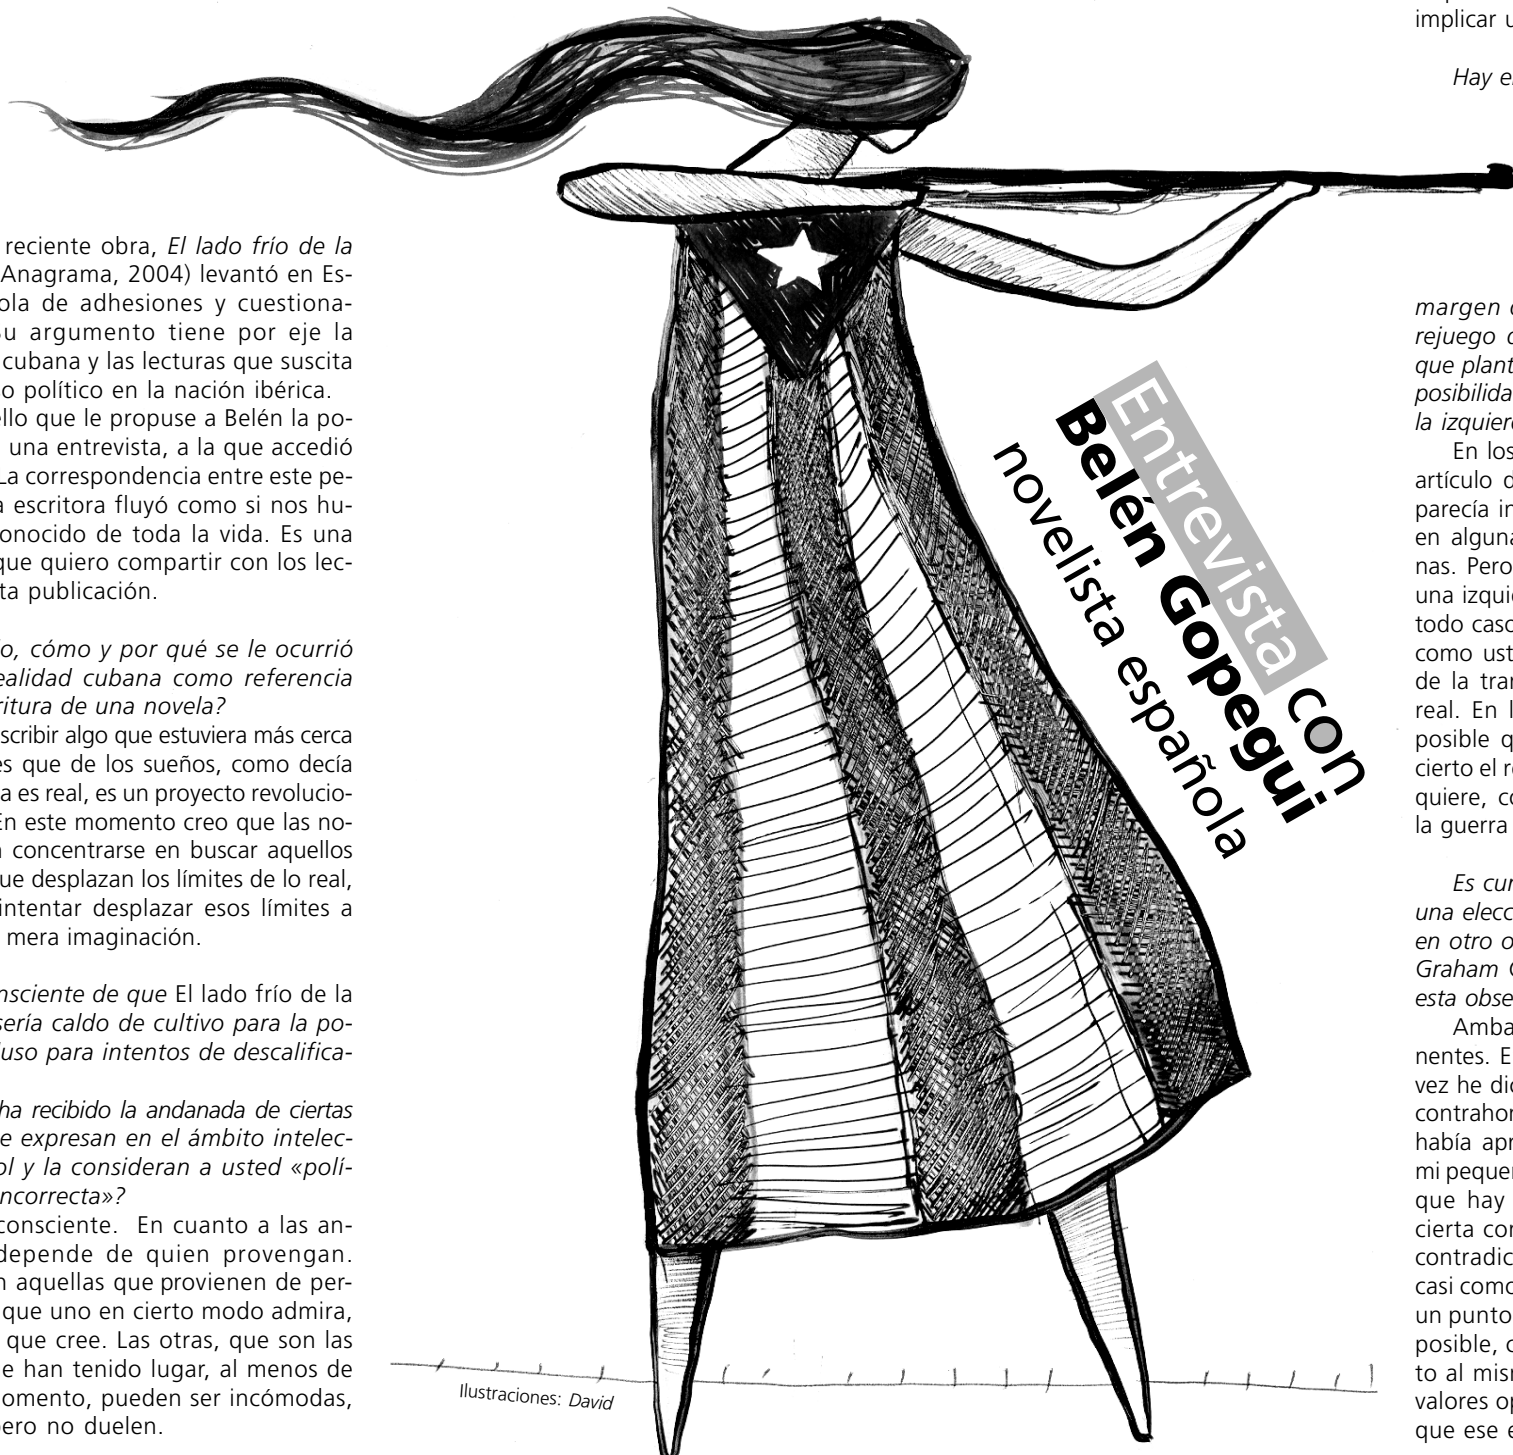 reciente obra, El lado frío de la
Anagrama, 2004) levantó en Es-
ola de adhesiones y cuestiona-
u argumento tiene por eje la
cubana y las lecturas que suscita
o político en la nación ibérica.
ello que le propuse a Belén la po-
una entrevista, a la que accedió
La correspondencia entre este pe-
a escritora fluyó como si nos hu-
onocido de toda la vida. Es una
que quiero compartir con los lec-
ta publicación.
o, cómo y por qué se le ocurrió
ealidad cubana como referencia
ritura de una novela?
scribir algo que estuviera más cerca
es que de los sueños, como decía
a es real, es un proyecto revolucio-
En este momento creo que las no-
concentrarse en buscar aquellos
ue desplazan los límites de lo real,
intentar desplazar esos límites a
mera imaginación.
nsciente de que El lado frío de la
sería caldo de cultivo para la po-
luso para intentos de descalifica-
ha recibido la andanada de ciertas
e expresan en el ámbito intelec-
ol y la consideran a usted «polí-
ncorrecta»?
consciente. En cuanto a las an-
depende de quien provengan.
n aquellas que provienen de per-
que uno en cierto modo admira,
que cree. Las otras, que son las
e han tenido lugar, al menos de
omento, pueden ser incómodas,
pero no duelen.
Entrevista con
Belén Gopegui
novelista española
Ilustraciones: David
implicar u
Hay e
margen
rejuego
que plant
posibilida
la izquier
En los
artículo d
parecía in
en alguna
nas. Pero
una izquie
todo caso
como ust
de la tran
real. En l
posible q
cierto el r
quiere, co
la guerra
Es cur
una elecc
en otro o
Graham
esta obse
Amba
nentes. E
vez he dic
contrahor
había apr
mi pequeñ
que hay
cierta con
contradic
casi como
un punto
posible, c
to al mism
valores op
que ese e